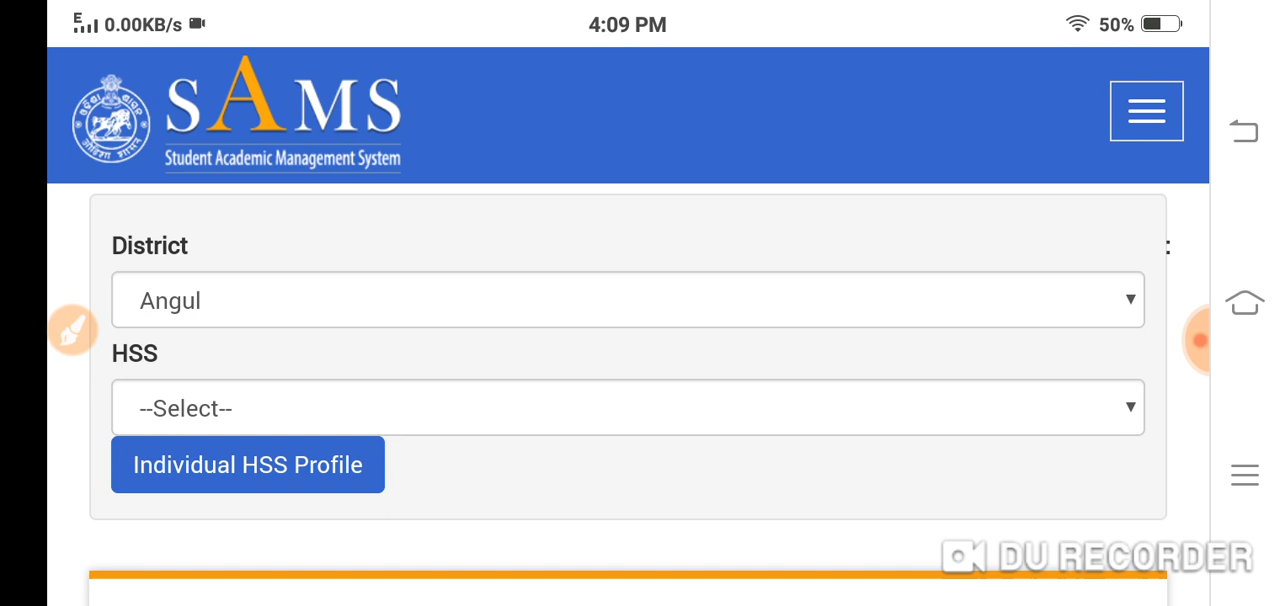 E 0.00KB/s 4:09 PM 50%
SAMS
Student Academic Management System
District
:
Angul
HSS
--Select--
Individual HSS Profile
DU RECORDER